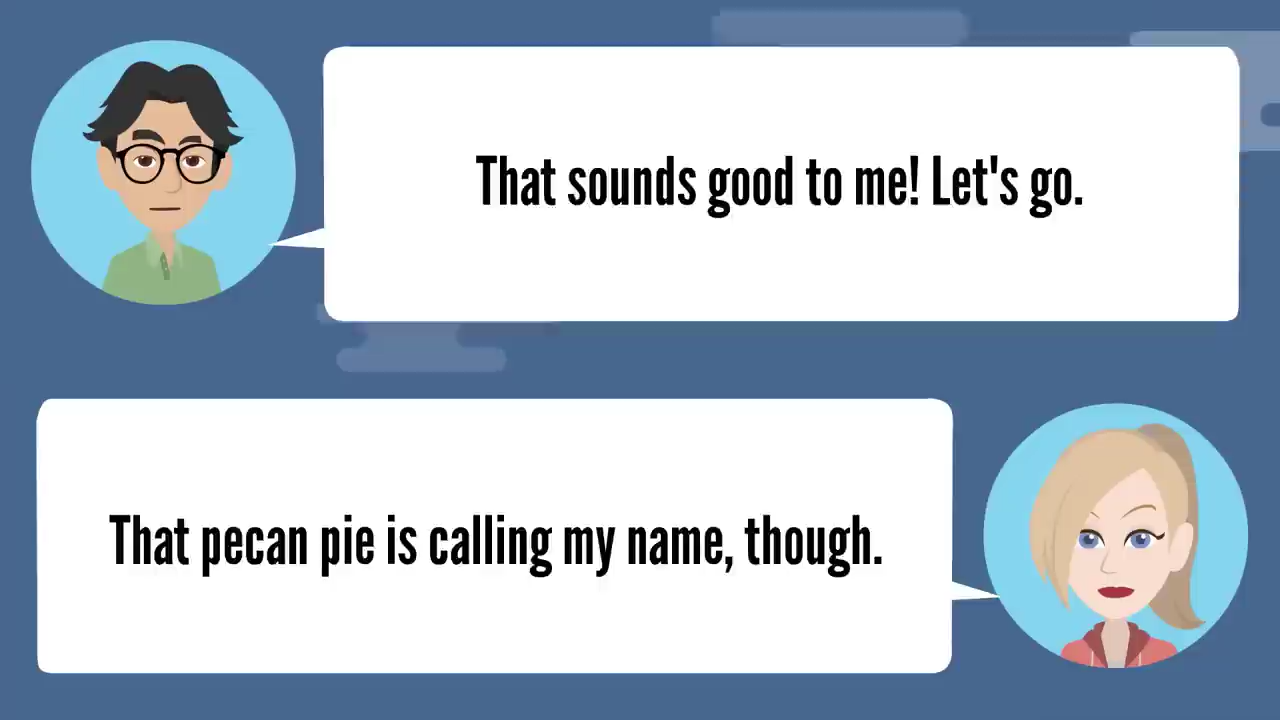 That sounds good to me! Let's go.
That pecan pie is calling my name, though.